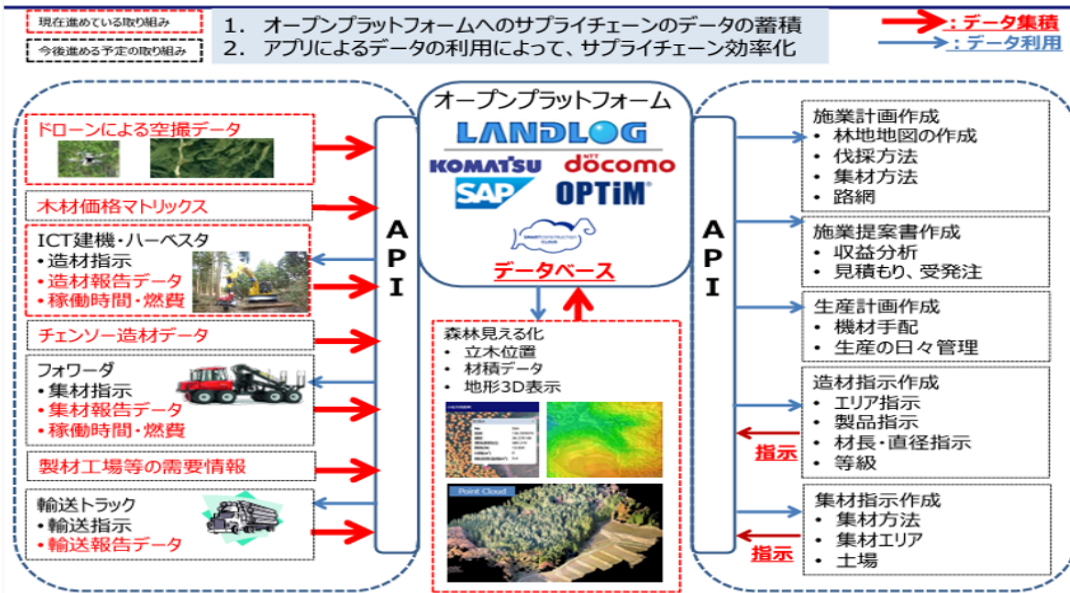 現在進めている取り組み
今後進める予定の取り組み
1. オープンプラットフォームへのサプライチェーンのデータの蓄積
2. アプリによるデータの利用によって、サプライチェーン効率化
:データ集積
:データ利用
ドローンによる空撮データ
木材価格マトリックス
ICT建機・ハーベスタ
• 造材指示
• 造材報告データ
• 稼働時間・燃費
チェンソー造材データ
フォワーダ
• 集材指示
• 集材報告データ
• 稼働時間・燃費
製材工場等の需要情報
輸送トラック
• 輸送指示
• 輸送報告データ
API
オープンプラットフォーム
LANDLOG
KOMATSU
NTT
docomo
SAP
OPTiM
SMARTCONSTRUCTION
CLOUD
データベース
森林見える化
• 立木位置
• 材積データ
• 地形3D表示
Point Cloud
API
施業計画作成
• 林地地図の作成
• 伐採方法
• 集材方法
• 路網
施業提案書作成
• 収益分析
• 見積もり、受発注
生産計画作成
• 機材手配
• 生産の日々管理
造材指示作成
• エリア指示
• 製品指示
• 材長・直径指示
• 等級
指示
集材指示作成
• 集材方法
• 集材エリア
• 土場
指示